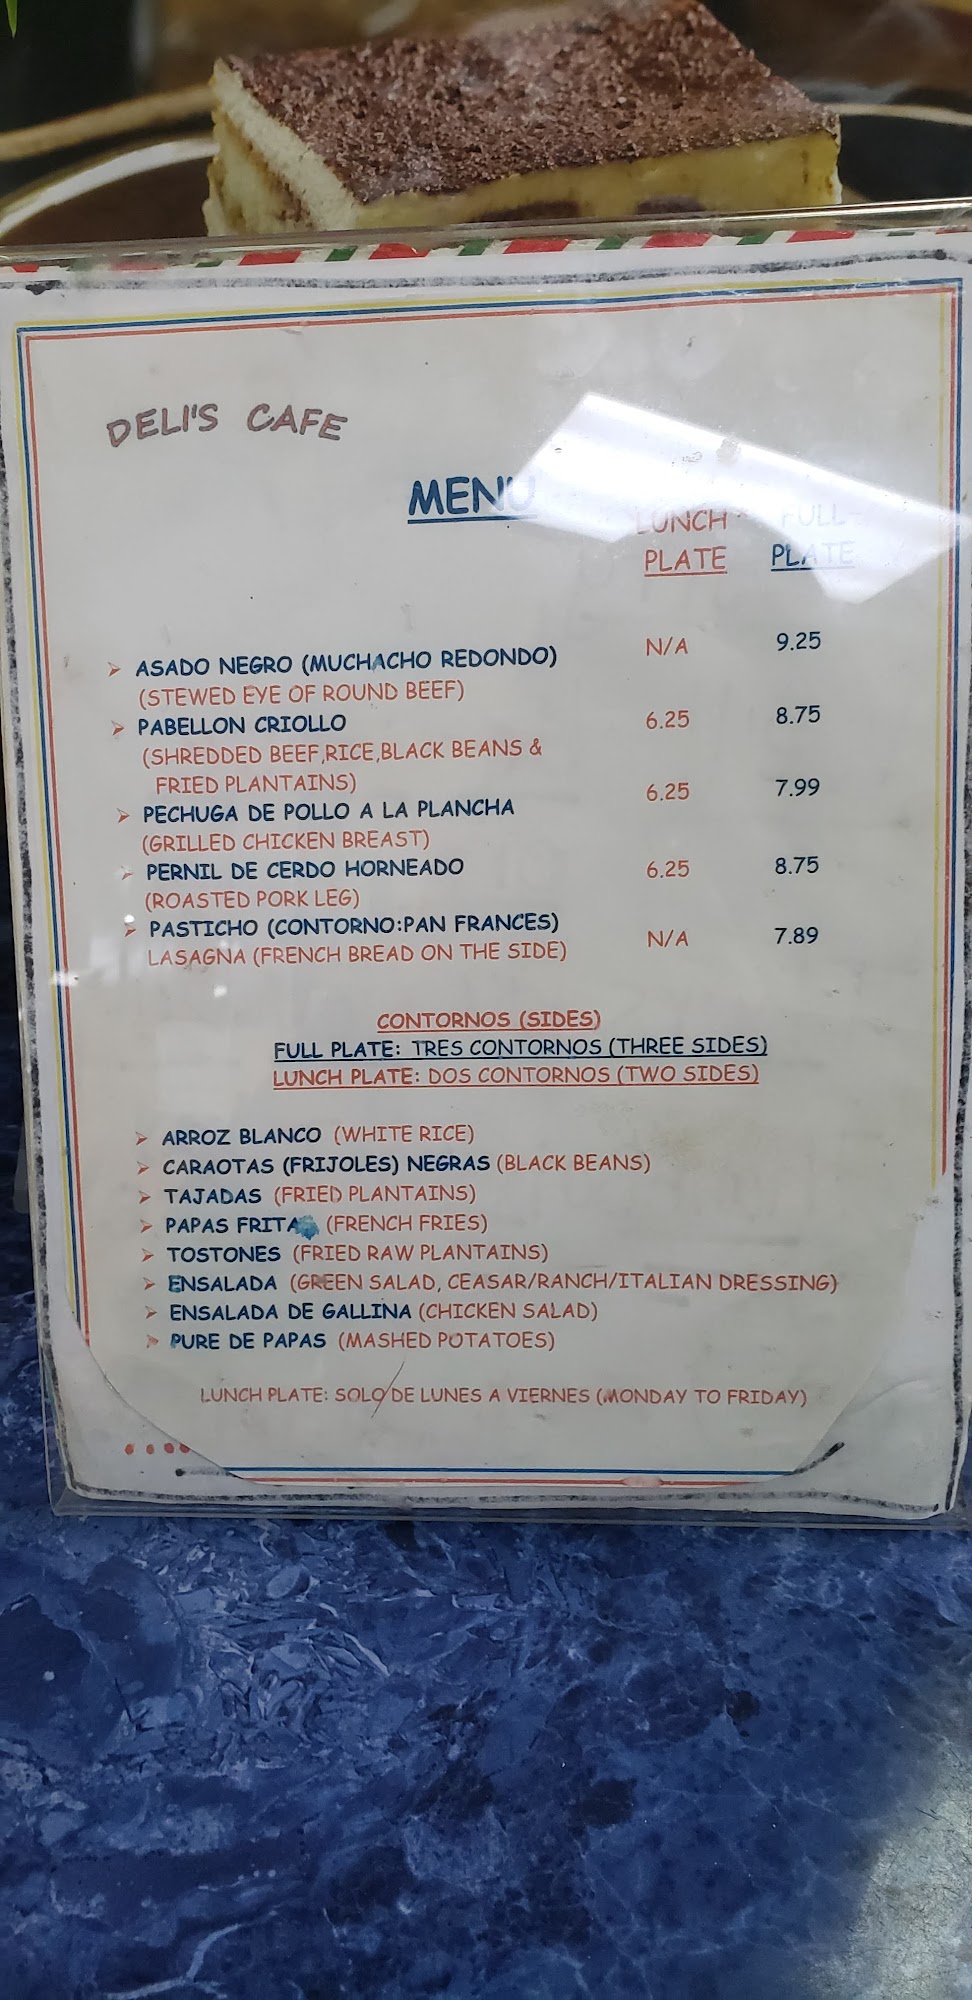 DELI'S CAFE
MENU
LUNCH FULL
PLATE PLATE
ASADO NEGRO (MUCHACHO REDONDO) N/A 9.25
(STEWED EYE OF ROUND BEEF)
PABELLON CRIOLLO 6.25 8.75
(SHREDDED BEEF,RICE,BLACK BEANS &
FRIED PLANTAINS)
PECHUGA DE POLLO A LA PLANCHA 6.25 7.99
(GRILLED CHICKEN BREAST)
PERNIL DE CERDO HORNEADO 6.25 8.75
(ROASTED PORK LEG)
PASTICHO (CONTORNO:PAN FRANCES) N/A 7.89
LASAGNA (FRENCH BREAD ON THE SIDE)
CONTORNOS (SIDES)
FULL PLATE: TRES CONTORNOS (THREE SIDES)
LUNCH PLATE: DOS CONTORNOS (TWO SIDES)
ARROZ BLANCO (WHITE RICE)
CARAOTAS (FRIJOLES) NEGRAS (BLACK BEANS)
TAJADAS (FRIED PLANTAINS)
PAPAS FRITAS (FRENCH FRIES)
TOSTONES (FRIED RAW PLANTAINS)
ENSALADA (GREEN SALAD, CEASAR/RANCH/ITALIAN DRESSING)
ENSALADA DE GALLINA (CHICKEN SALAD)
PURE DE PAPAS (MASHED POTATOES)
LUNCH PLATE: SOLO DE LUNES A VIERNES (MONDAY TO FRIDAY)